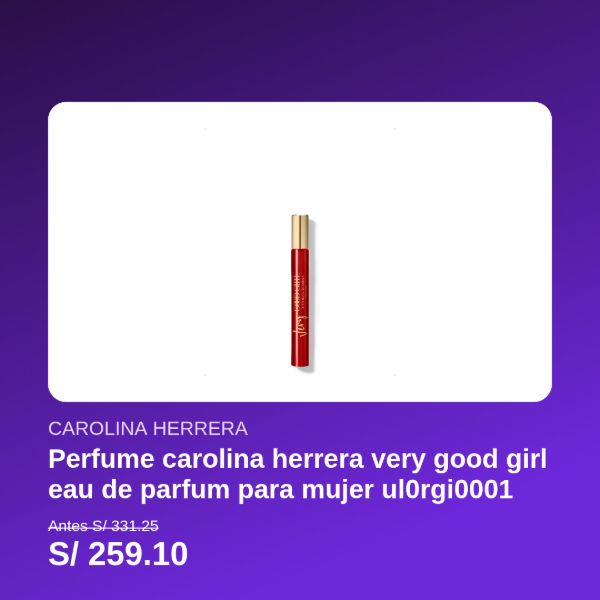 CAROLINA HERRERA
Perfume carolina herrera very good girl
eau de parfum para mujer ul0rgi0001
Antes S/ 331.25
S/ 259.10